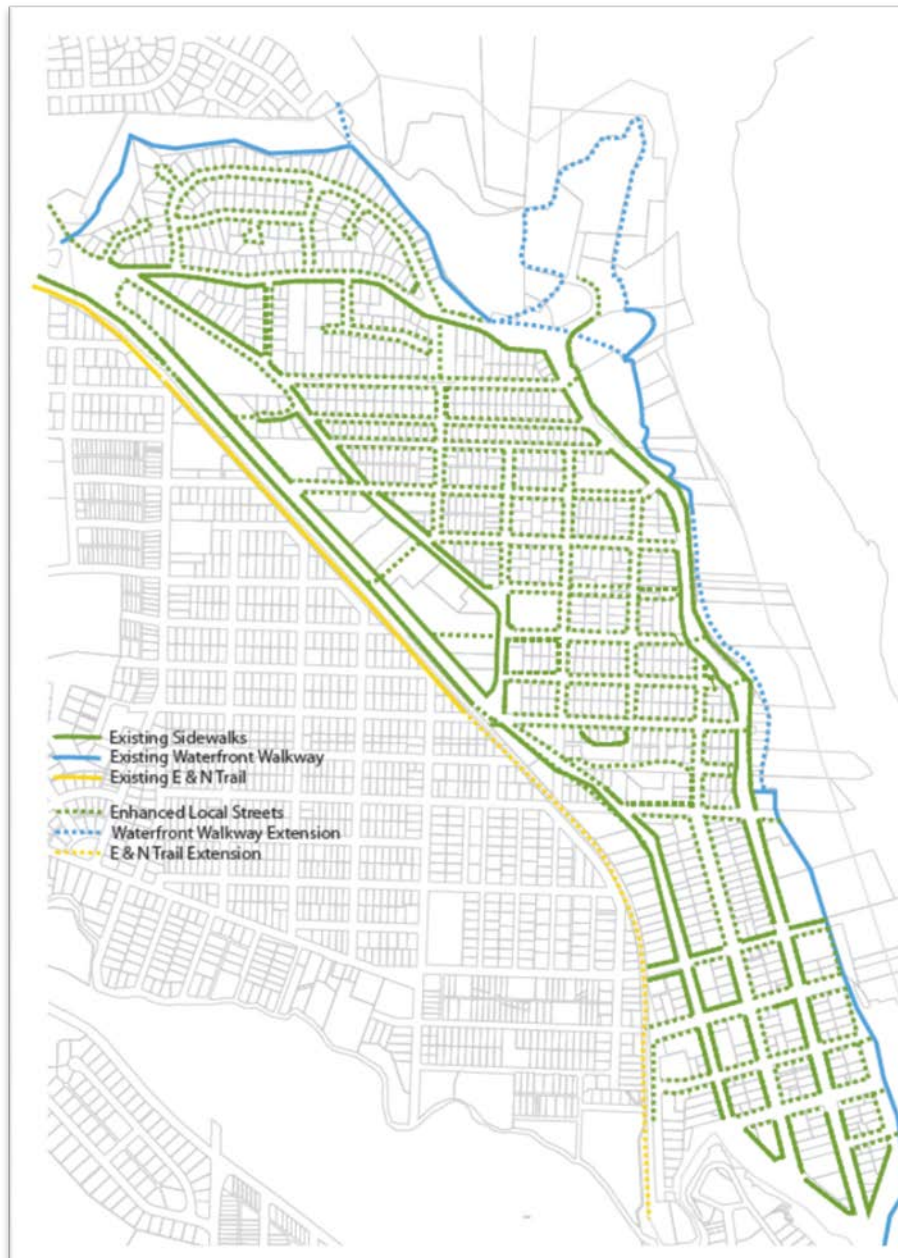 Existing Sidewalks
Existing Waterfront Walkway
Existing E & N Trail
Enhanced Local Streets
Waterfront Walkway Extension
E & N Trail Extension